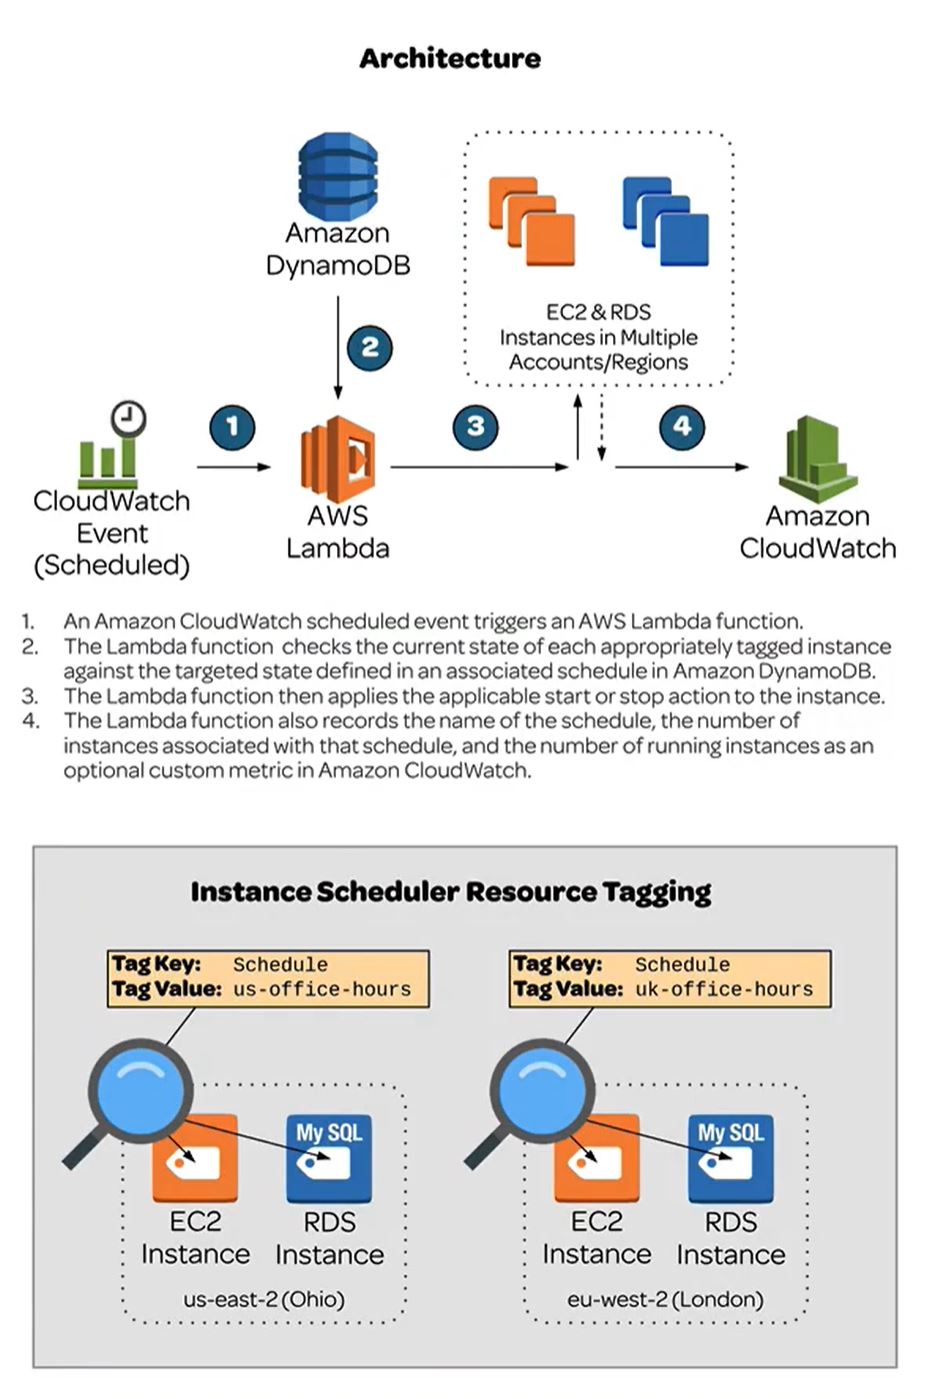 Architecture
Amazon
DynamoDB
EC2 & RDS
Instances in Multiple
Accounts/Regions
2
1
3
4
CloudWatch
Event
(Scheduled)
AWS
Lambda
Amazon
CloudWatch
1. An Amazon CloudWatch scheduled event triggers an AWS Lambda function.
2. The Lambda function checks the current state of each appropriately tagged instance
against the targeted state defined in an associated schedule in Amazon DynamoDB.
3. The Lambda function then applies the applicable start or stop action to the instance.
4. The Lambda function also records the name of the schedule, the number of
instances associated with that schedule, and the number of running instances as an
optional custom metric in Amazon CloudWatch.
Instance Scheduler Resource Tagging
Tag Key: Schedule
Tag Value: us-office-hours
Tag Key: Schedule
Tag Value: uk-office-hours
My SQL
EC2
Instance
RDS
Instance
us-east-2 (Ohio)
My SQL
EC2
Instance
RDS
Instance
eu-west-2 (London)